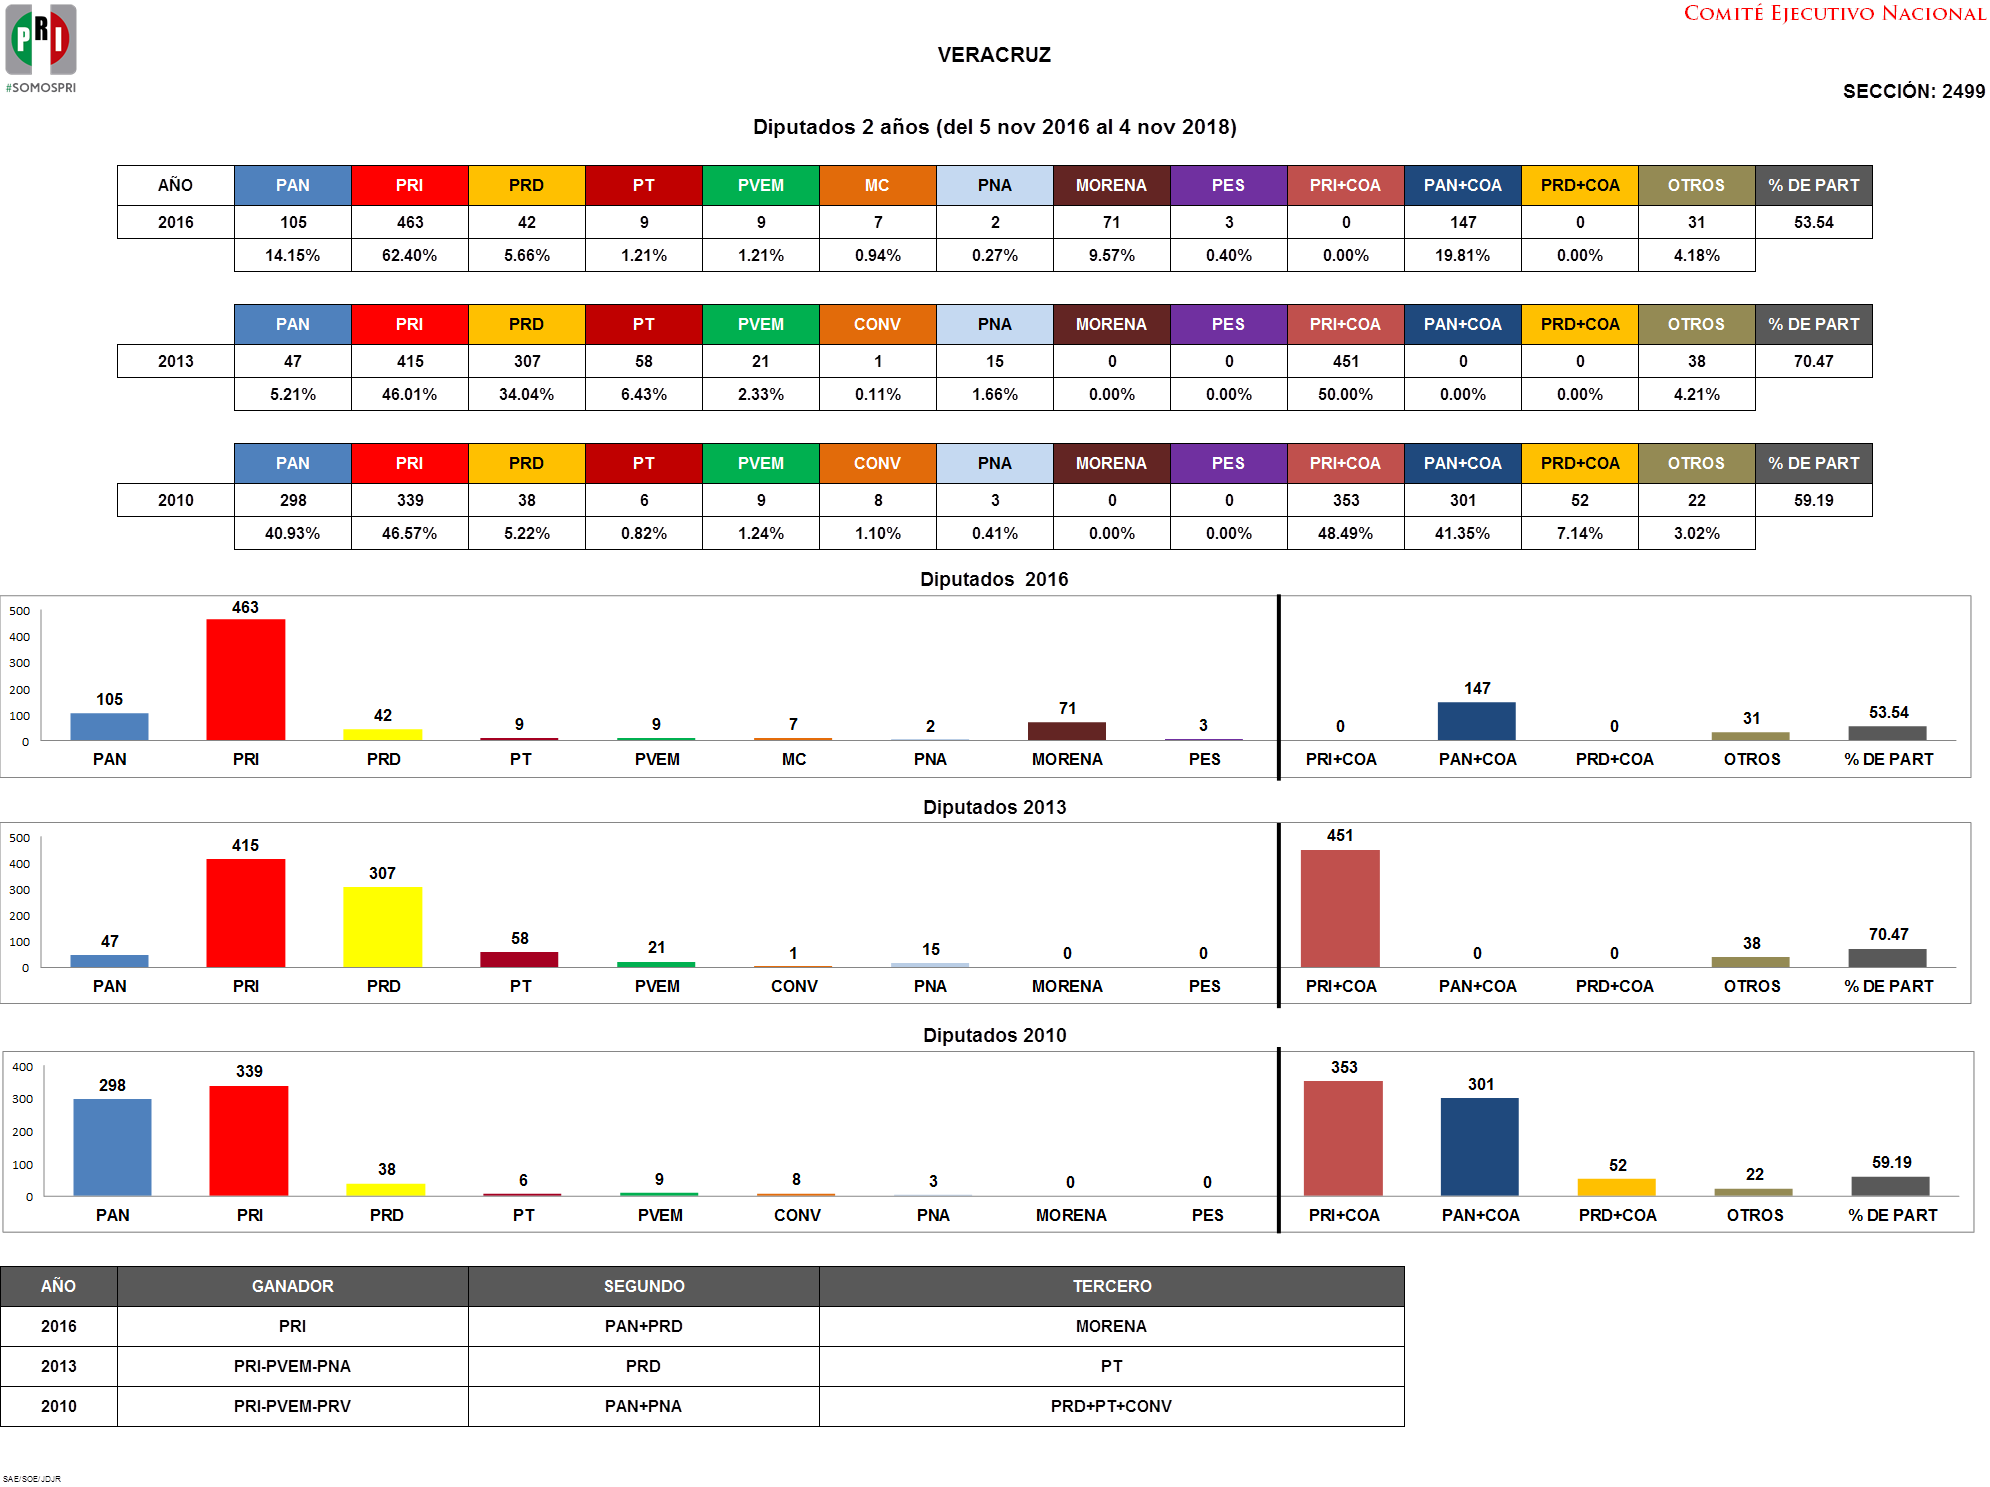 PRI
#SOMOSPRI
COMITÉ EJECUTIVO NACIONAL
VERACRUZ
SECCIÓN: 2499
Diputados 2 años (del 5 nov 2016 al 4 nov 2018)
AÑO PAN PRI PRD PT PVEM MC PNA MORENA PES PRI+COA PAN+COA PRD+COA OTROS % DE PART
2016 105 463 42 9 9 7 2 71 3 0 147 0 31 53.54
14.15% 62.40% 5.66% 1.21% 1.21% 0.94% 0.27% 9.57% 0.40% 0.00% 19.81% 0.00% 4.18%
PAN PRI PRD PT PVEM CONV PNA MORENA PES PRI+COA PAN+COA PRD+COA OTROS % DE PART
2013 47 415 307 58 21 1 15 0 0 451 0 0 38 70.47
5.21% 46.01% 34.04% 6.43% 2.33% 0.11% 1.66% 0.00% 0.00% 50.00% 0.00% 0.00% 4.21%
PAN PRI PRD PT PVEM CONV PNA MORENA PES PRI+COA PAN+COA PRD+COA OTROS % DE PART
2010 298 339 38 6 9 8 3 0 0 353 301 52 22 59.19
40.93% 46.57% 5.22% 0.82% 1.24% 1.10% 0.41% 0.00% 0.00% 48.49% 41.35% 7.14% 3.02%
Diputados 2016
500
400
300
200
100
0
105 463 42 9 9 7 2 71 3 0 147 0 31 53.54
PAN PRI PRD PT PVEM MC PNA MORENA PES PRI+COA PAN+COA PRD+COA OTROS % DE PART
Diputados 2013
500
400
300
200
100
0
47 415 307 58 21 1 15 0 0 451 0 0 38 70.47
PAN PRI PRD PT PVEM CONV PNA MORENA PES PRI+COA PAN+COA PRD+COA OTROS % DE PART
Diputados 2010
400
300
200
100
0
298 339 38 6 9 8 3 0 0 353 301 52 22 59.19
PAN PRI PRD PT PVEM CONV PNA MORENA PES PRI+COA PAN+COA PRD+COA OTROS % DE PART
AÑO GANADOR SEGUNDO TERCERO
2016 PRI PAN+PRD MORENA
2013 PRI-PVEM-PNA PRD PT
2010 PRI-PVEM-PRV PAN+PNA PRD+PT+CONV
SAE/SOE/JDJR